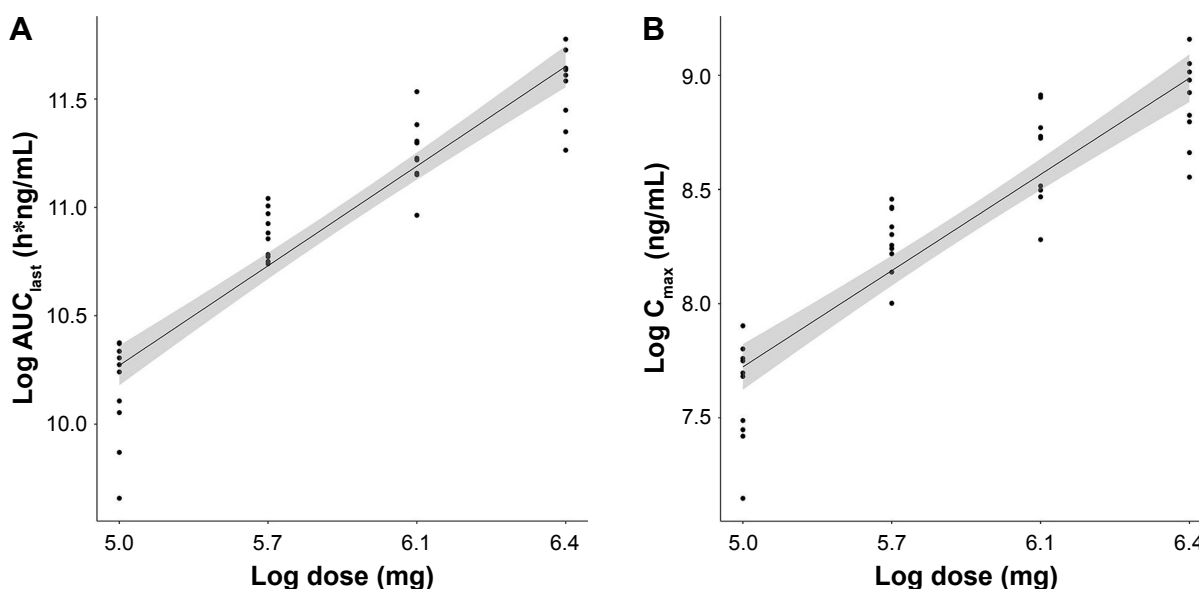 A
Log AUC_last (h*ng/mL)
11.5
11.0
10.5
10.0
5.0 5.7 6.1 6.4
Log dose (mg)
B
Log C_max (ng/mL)
9.0
8.5
8.0
7.5
5.0 5.7 6.1 6.4
Log dose (mg)